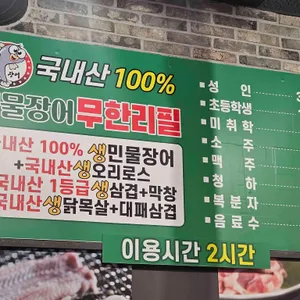 국내산 100%
물장어무한리필
내산 100% 생민물장어
+국내산생오리로스
국내산 1등급생삼겹+막창
국내산생닭목살+대패삼겹
■ 성 인
■ 초등학생
■ 미취학
■ 소 주
■ 맥 주
■ 청 하
■ 복분자
■ 음료수
이용시간 2시간